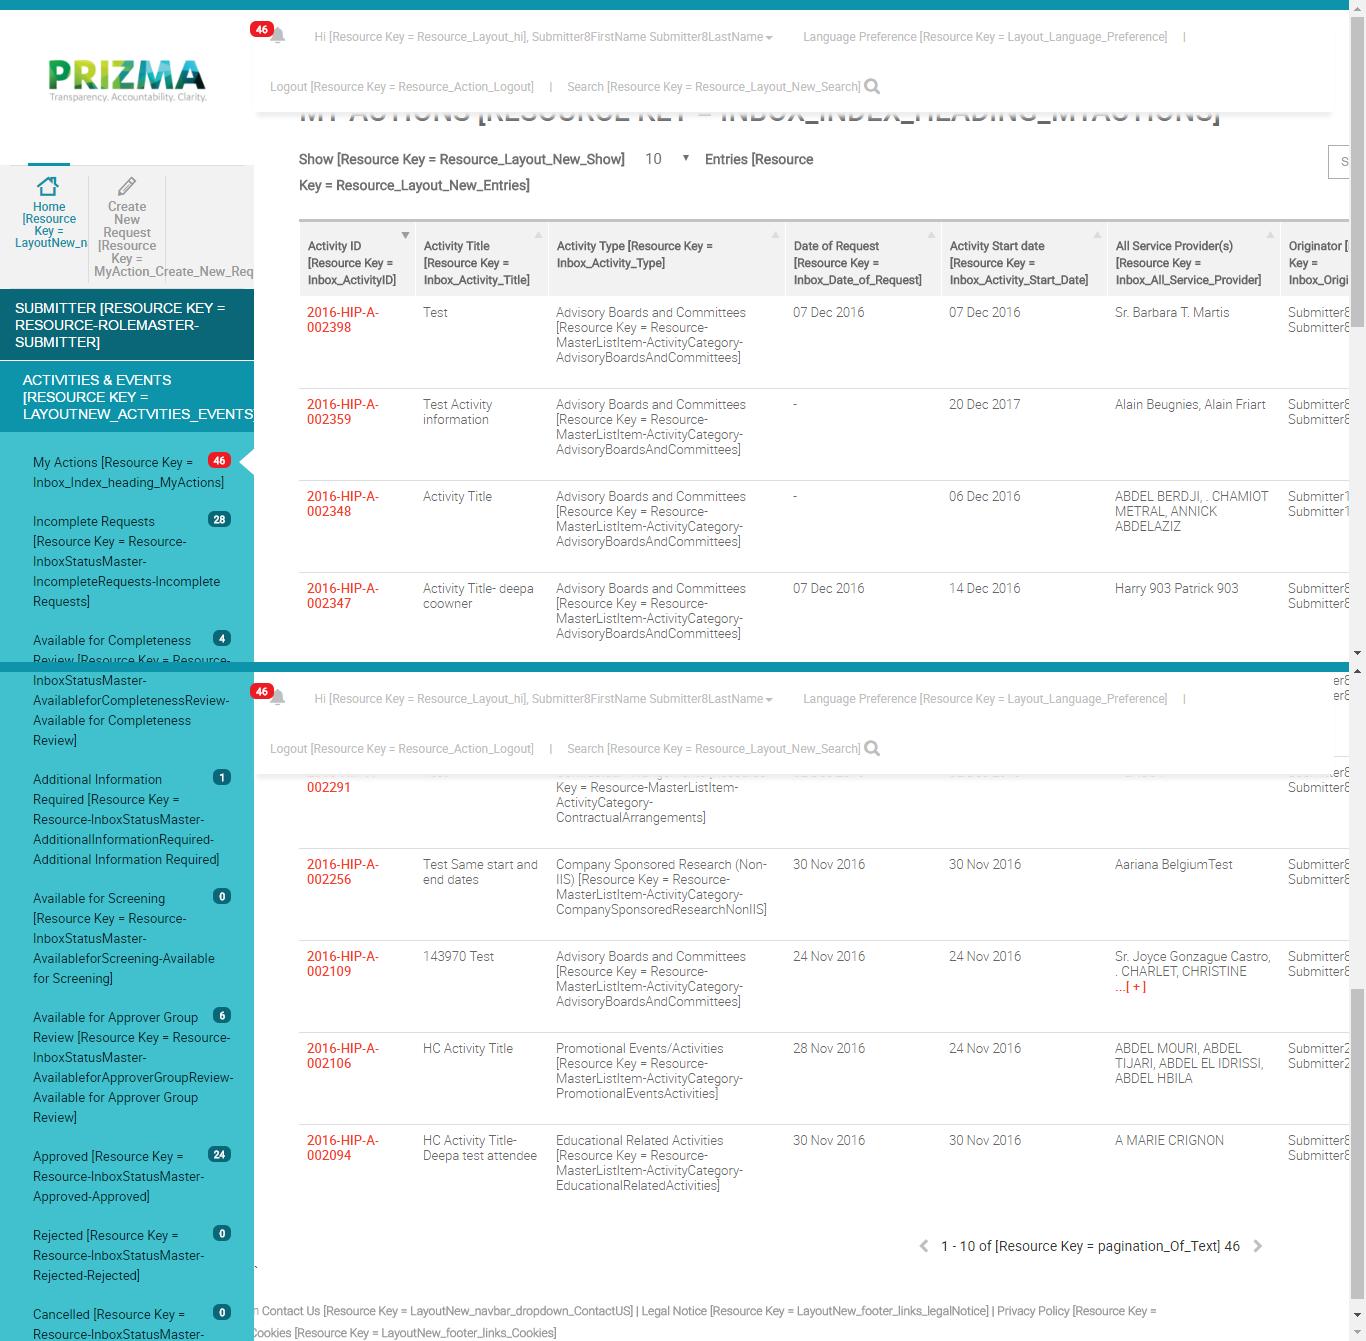 46
Hi [Resource Key = Resource_Layout_hi], Submitter8FirstName Submitter8LastName
Language Preference [Resource Key = Layout_Language_Preference] |
PRIZMA
Transparency. Accountability. Clarity.
Logout [Resource Key = Resource_Action_Logout] | Search [Resource Key = Resource_Layout_New_Search]
MY ACTIONS [RESOURCE KEY = INBOX_INDEX_HEADING_MYACTIONS]
Show [Resource Key = Resource_Layout_New_Show] 10 Entries [Resource
Key = Resource_Layout_New_Entries]
S
Home
[Resource
Key =
LayoutNew_n
Create
New
Request
[Resource
Key =
MyAction_Create_New_Req
SUBMITTER [RESOURCE KEY =
RESOURCE-ROLEMASTER-
SUBMITTER]
ACTIVITIES & EVENTS
[RESOURCE KEY =
LAYOUTNEW_ACTVITIES_EVENTS]
My Actions [Resource Key = 46
Inbox_Index_heading_MyActions]
Incomplete Requests 28
[Resource Key = Resource-
InboxStatusMaster-
IncompleteRequests-Incomplete
Requests]
Available for Completeness 4
Review [Resource Key = Resource-
InboxStatusMaster-
AvailableforCompletenessReview-
Available for Completeness
Review]
Additional Information 1
Required [Resource Key =
Resource-InboxStatusMaster-
AdditionalInformationRequired-
Additional Information Required]
Available for Screening 0
[Resource Key = Resource-
InboxStatusMaster-
AvailableforScreening-Available
for Screening]
Available for Approver Group 6
Review [Resource Key = Resource-
InboxStatusMaster-
AvailableforApproverGroupReview-
Available for Approver Group
Review]
Approved [Resource Key = 24
Resource-InboxStatusMaster-
Approved-Approved]
Rejected [Resource Key = 0
Resource-InboxStatusMaster-
Rejected-Rejected]
Cancelled [Resource Key = 0
Resource-InboxStatusMaster-
Activity ID
[Resource Key =
Inbox_ActivityID]
Activity Title
[Resource Key =
Inbox_Activity_Title]
Activity Type [Resource Key =
Inbox_Activity_Type]
Date of Request
[Resource Key =
Inbox_Date_of_Request]
Activity Start date
[Resource Key =
Inbox_Activity_Start_Date]
All Service Provider(s)
[Resource Key =
Inbox_All_Service_Provider]
Originator [
Key =
Inbox_Origi
2016-HIP-A-
002398
Test
Advisory Boards and Committees
[Resource Key = Resource-
MasterListItem-ActivityCategory-
AdvisoryBoardsAndCommittees]
07 Dec 2016
07 Dec 2016
Sr. Barbara T. Martis
Submitter8
Submitter8
2016-HIP-A-
002359
Test Activity
information
Advisory Boards and Committees
[Resource Key = Resource-
MasterListItem-ActivityCategory-
AdvisoryBoardsAndCommittees]
-
20 Dec 2017
Alain Beugnies, Alain Friart
Submitter8
Submitter8
2016-HIP-A-
002348
Activity Title
Advisory Boards and Committees
[Resource Key = Resource-
MasterListItem-ActivityCategory-
AdvisoryBoardsAndCommittees]
-
06 Dec 2016
ABDEL BERDJI, . CHAMIOT
METRAL, ANNICK
ABDELAZIZ
Submitter1
Submitter1
2016-HIP-A-
002347
Activity Title- deepa
coowner
Advisory Boards and Committees
[Resource Key = Resource-
MasterListItem-ActivityCategory-
AdvisoryBoardsAndCommittees]
07 Dec 2016
14 Dec 2016
Harry 903 Patrick 903
Submitter8
Submitter8
46
Hi [Resource Key = Resource_Layout_hi], Submitter8FirstName Submitter8LastName
Language Preference [Resource Key = Layout_Language_Preference] |
er8
er8
Logout [Resource Key = Resource_Action_Logout] | Search [Resource Key = Resource_Layout_New_Search]
002291
Key = Resource-MasterListItem-
ActivityCategory-
ContractualArrangements]
Submitter8
2016-HIP-A-
002256
Test Same start and
end dates
Company Sponsored Research (Non-
IIS) [Resource Key = Resource-
MasterListItem-ActivityCategory-
CompanySponsoredResearchNonIIS]
30 Nov 2016
30 Nov 2016
Aariana BelgiumTest
Submitter8
Submitter8
2016-HIP-A-
002109
143970 Test
Advisory Boards and Committees
[Resource Key = Resource-
MasterListItem-ActivityCategory-
AdvisoryBoardsAndCommittees]
24 Nov 2016
24 Nov 2016
Sr. Joyce Gonzague Castro,
. CHARLET, CHRISTINE
...[ + ]
Submitter8
Submitter8
2016-HIP-A-
002106
HC Activity Title
Promotional Events/Activities
[Resource Key = Resource-
MasterListItem-ActivityCategory-
PromotionalEventsActivities]
28 Nov 2016
24 Nov 2016
ABDEL MOURI, ABDEL
TIJARI, ABDEL EL IDRISSI,
ABDEL HBILA
Submitter2
Submitter2
2016-HIP-A-
002094
HC Activity Title-
Deepa test attendee
Educational Related Activities
[Resource Key = Resource-
MasterListItem-ActivityCategory-
EducationalRelatedActivities]
30 Nov 2016
30 Nov 2016
A MARIE CRIGNON
Submitter8
Submitter8
1 - 10 of [Resource Key = pagination_Of_Text] 46
n Contact Us [Resource Key = LayoutNew_navbar_dropdown_ContactUS] | Legal Notice [Resource Key = LayoutNew_footer_links_legalNotice] | Privacy Policy [Resource Key =
Cookies [Resource Key = LayoutNew_footer_links_Cookies]